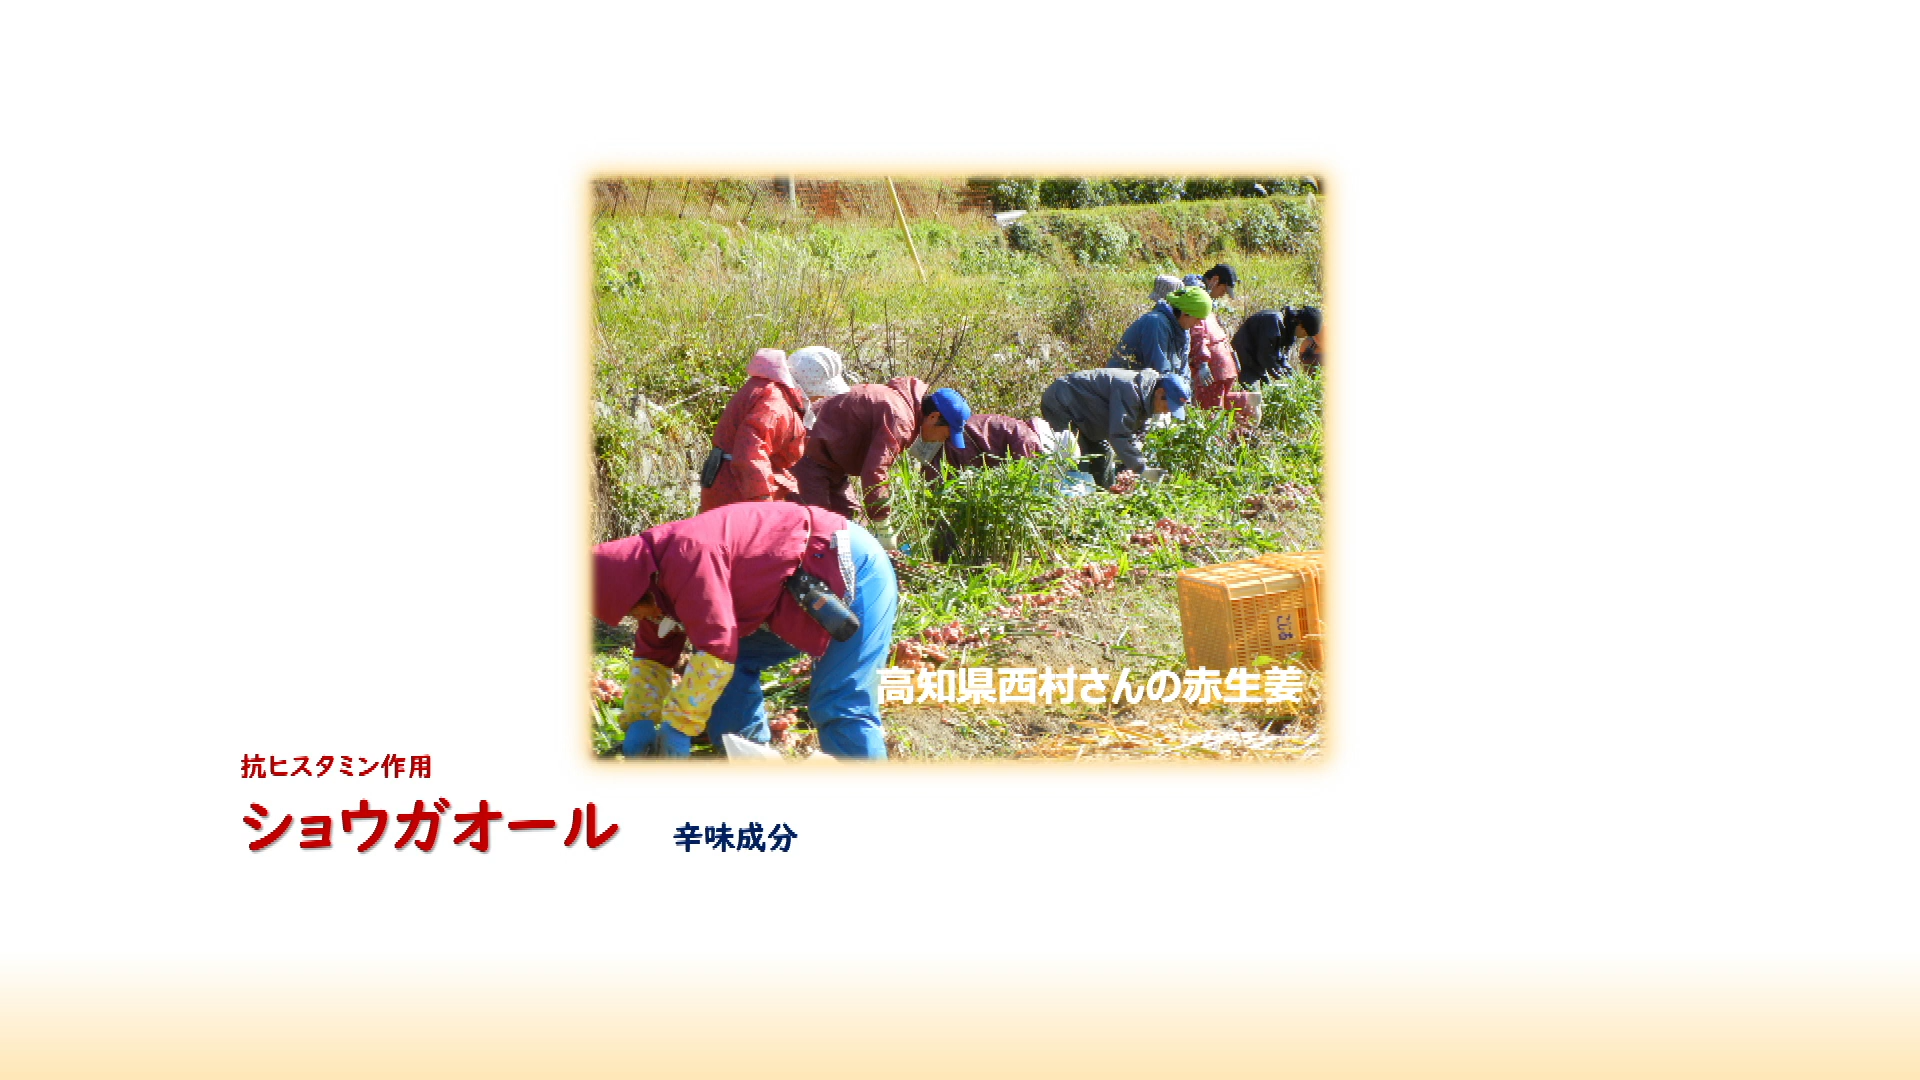 高知県西村さんの赤生姜
抗ヒスタミン作用
ショウガオール 辛味成分